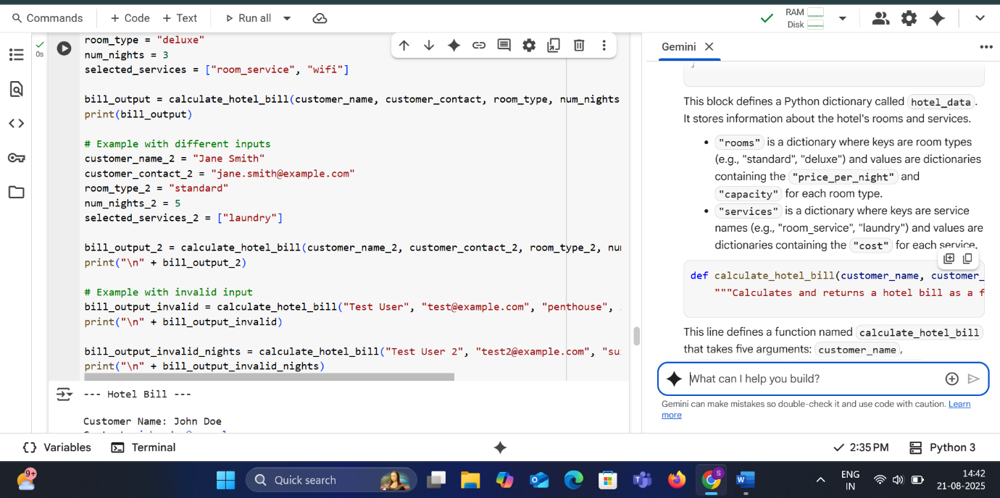 Commands
+ Code
+ Text
Run all
RAM
Disk
0s
room_type = "deluxe"
num_nights = 3
selected_services = ["room_service", "wifi"]
bill_output = calculate_hotel_bill(customer_name, customer_contact, room_type, num_nights
print(bill_output)
# Example with different inputs
customer_name_2 = "Jane Smith"
customer_contact_2 = "jane.smith@example.com"
room_type_2 = "standard"
num_nights_2 = 5
selected_services_2 = ["laundry"]
bill_output_2 = calculate_hotel_bill(customer_name_2, customer_contact_2, room_type_2, nu
print("\n" + bill_output_2)
# Example with invalid input
bill_output_invalid = calculate_hotel_bill("Test User", "test@example.com", "penthouse",
print("\n" + bill_output_invalid)
bill_output_invalid_nights = calculate_hotel_bill("Test User 2", "test2@example.com", "su
print("\n" + bill_output_invalid_nights)
--- Hotel Bill ---
Customer Name: John Doe
Gemini
This block defines a Python dictionary called hotel_data.
It stores information about the hotel's rooms and services.
• "rooms" is a dictionary where keys are room types
(e.g., "standard", "deluxe") and values are dictionaries
containing the "price_per_night" and
"capacity" for each room type.
• "services" is a dictionary where keys are service
names (e.g., "room_service", "laundry") and values are
dictionaries containing the "cost" for each service.
def calculate_hotel_bill(customer_name, customer_
"""Calculates and returns a hotel bill as a f
This line defines a function named calculate_hotel_bill
that takes five arguments: customer_name,
What can I help you build?
Gemini can make mistakes so double-check it and use code with caution. Learn
more
Variables
Terminal
2:35 PM
Python 3
9+
Quick search
S
ENG
IN
14:42
21-08-2025